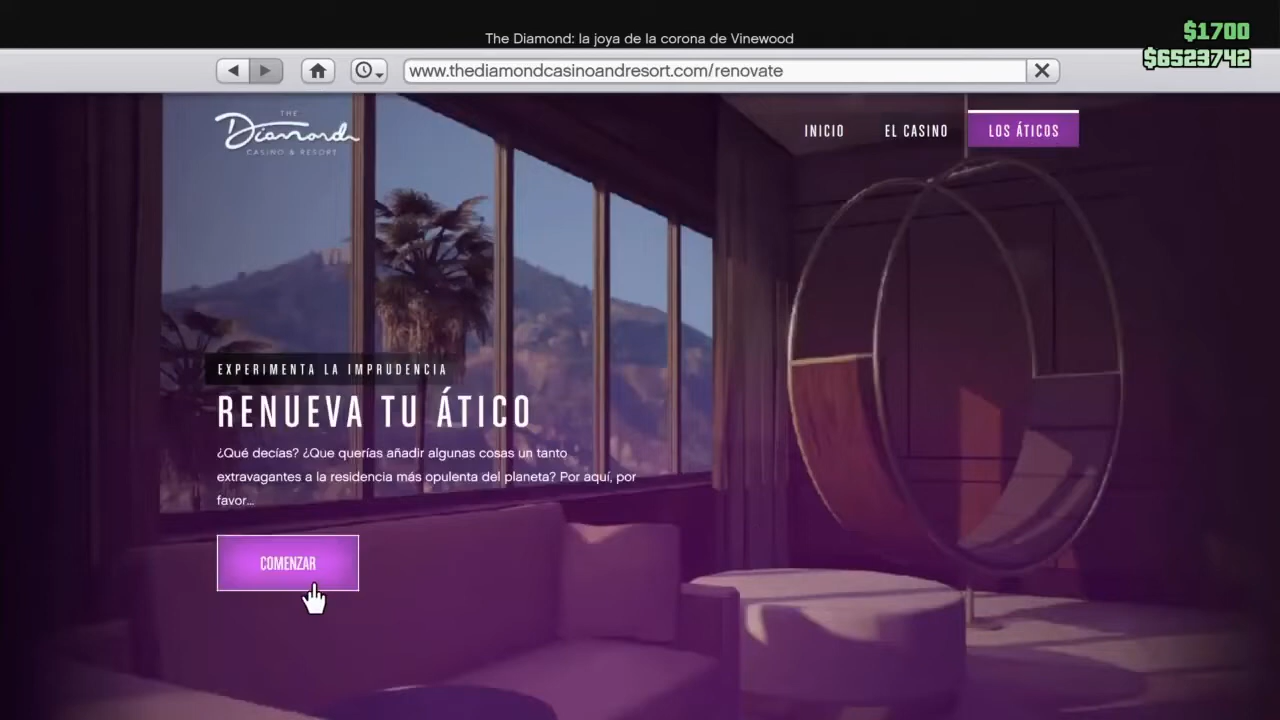 The Diamond: la joya de la corona de Vinewood
$1700
$6523742
www.thediamondcasinoandresort.com/renovate
THE
Diamond
CASINO & RESORT
INICIO
EL CASINO
LOS ÁTICOS
EXPERIMENTA LA IMPRUDENCIA
RENUEVA TU ÁTICO
¿Qué decías? ¿Que querías añadir algunas cosas un tanto
extravagantes a la residencia más opulenta del planeta? Por aquí, por
favor...
COMENZAR